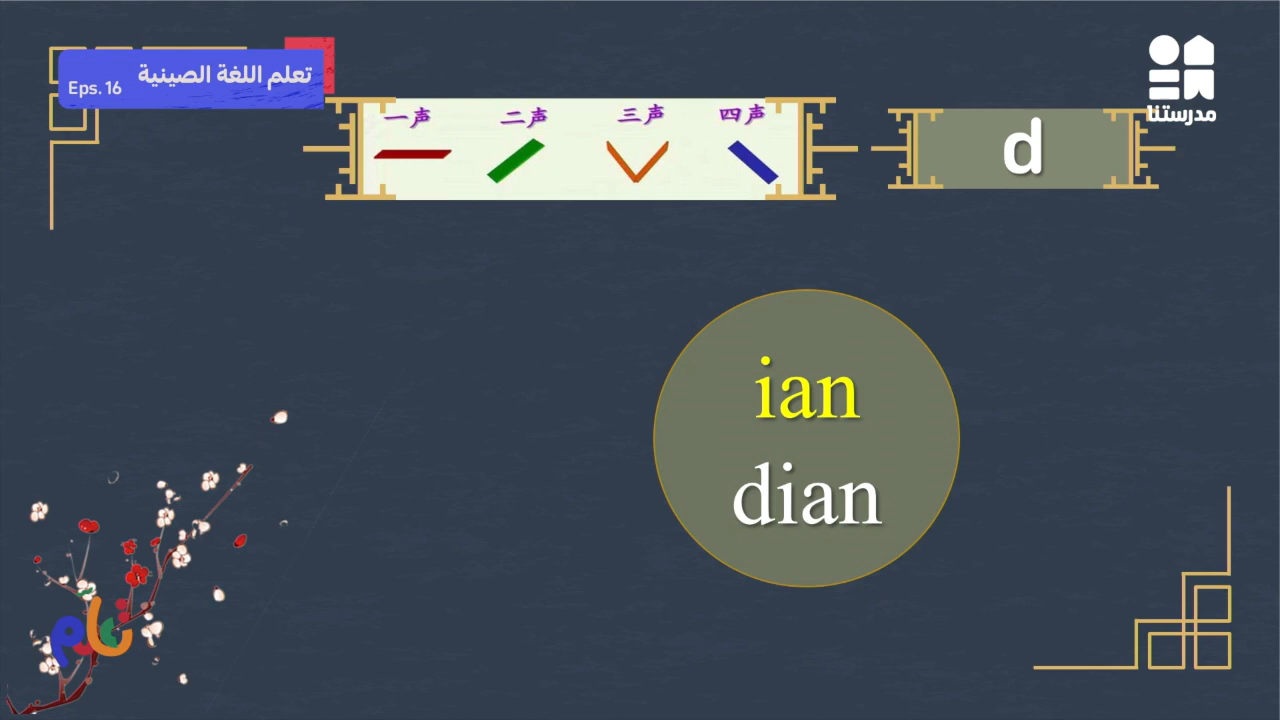 تعلم اللغة الصينية
Eps. 16
一声 二声 三声 四声
d
مدرستنا
ian
dian